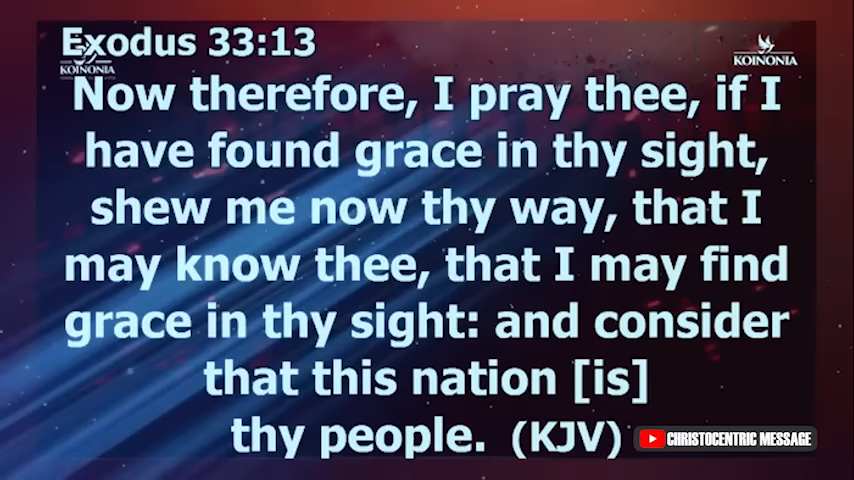 Exodus 33:13
KOINONIA
KOINONIA
Now therefore, I pray thee, if I
have found grace in thy sight,
shew me now thy way, that I
may know thee, that I may find
grace in thy sight: and consider
that this nation [is]
thy people. (KJV)
CHRISTOCENTRIC MESSAGE